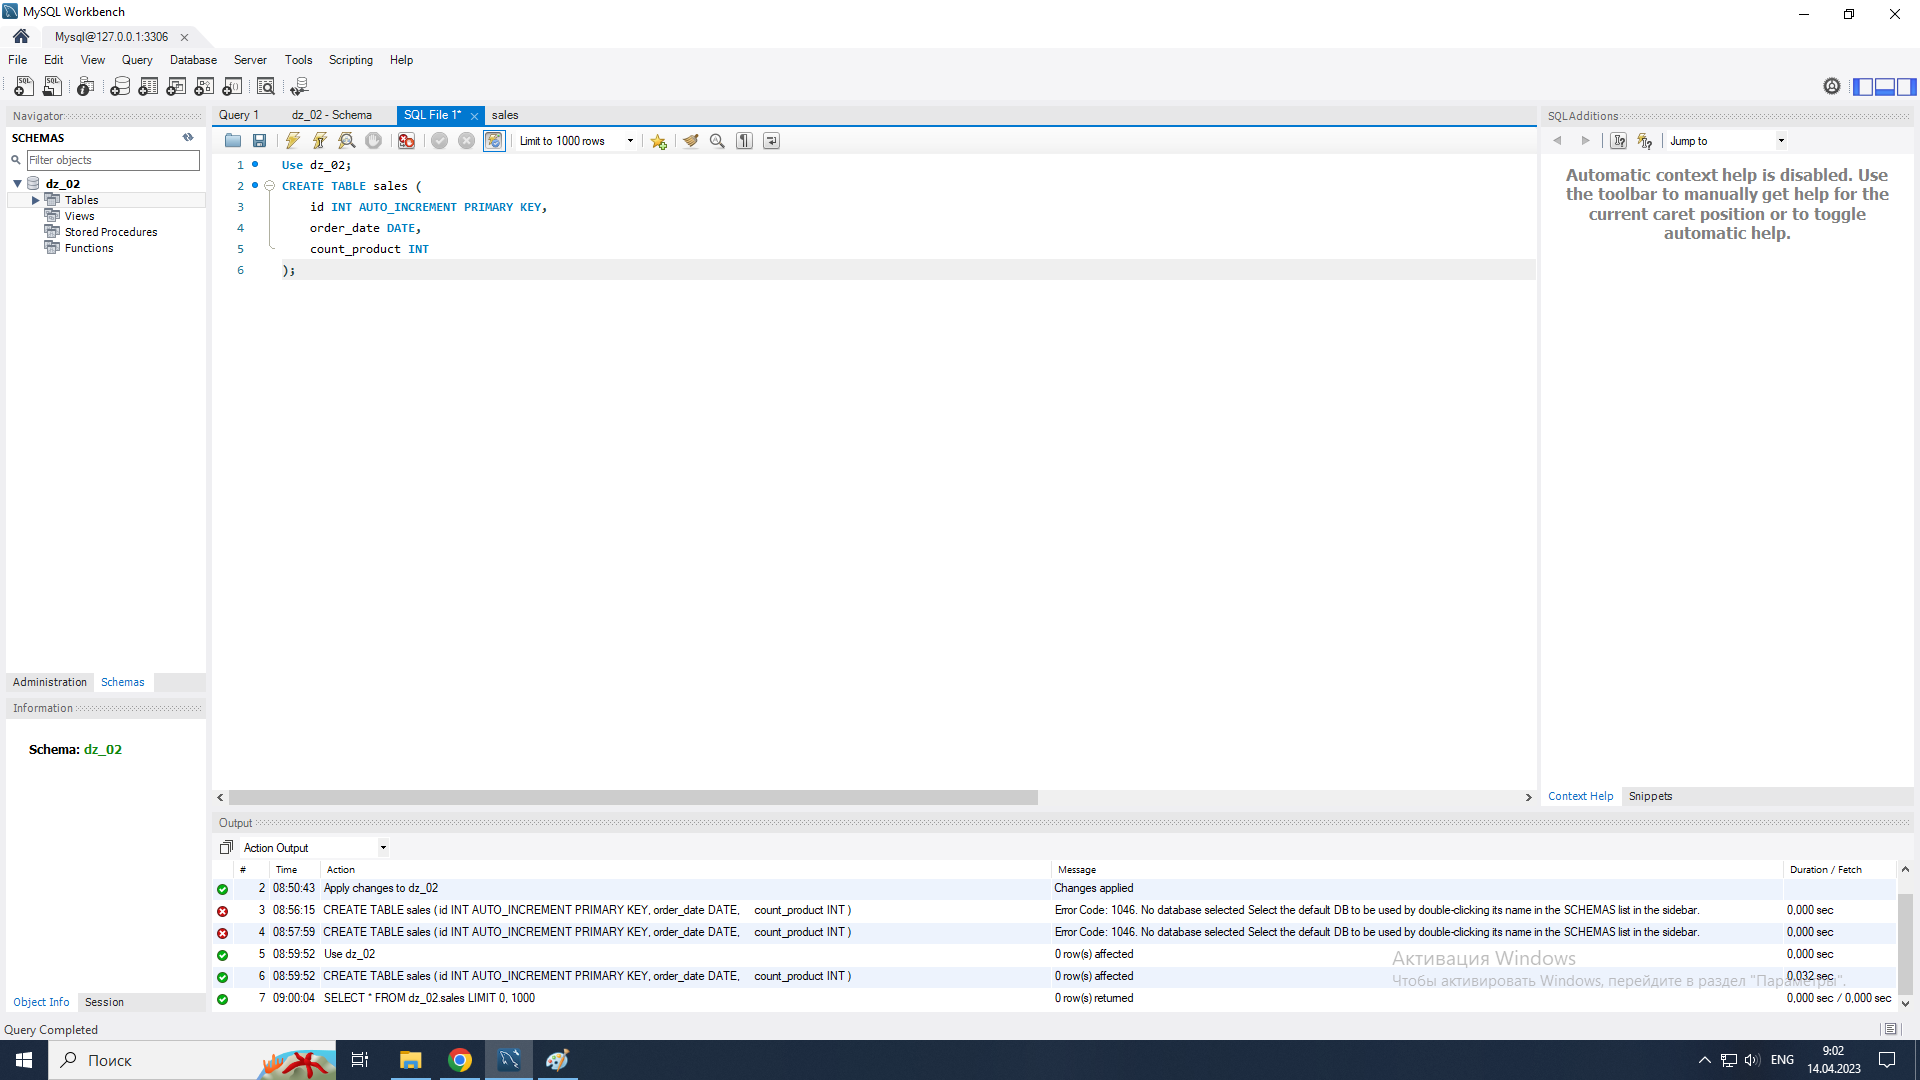 MySQL Workbench
Mysql@127.0.0.1:3306
File Edit View Query Database Server Tools Scripting Help
Navigator
SCHEMAS
Filter objects
dz_02
Tables
Views
Stored Procedures
Functions
Administration Schemas
Information
Schema: dz_02
Object Info Session
Query 1 dz_02 - Schema SQL File 1* sales
Limit to 1000 rows
1 Use dz_02;
2 CREATE TABLE sales (
3 id INT AUTO_INCREMENT PRIMARY KEY,
4 order_date DATE,
5 count_product INT
6 );
SQLAdditions
Jump to
Automatic context help is disabled. Use
the toolbar to manually get help for the
current caret position or to toggle
automatic help.
Context Help Snippets
Output
Action Output
# Time Action Message Duration / Fetch
2 08:50:43 Apply changes to dz_02 Changes applied
3 08:56:15 CREATE TABLE sales ( id INT AUTO_INCREMENT PRIMARY KEY, order_date DATE, count_product INT ) Error Code: 1046. No database selected Select the default DB to be used by double-clicking its name in the SCHEMAS list in the sidebar. 0,000 sec
4 08:57:59 CREATE TABLE sales ( id INT AUTO_INCREMENT PRIMARY KEY, order_date DATE, count_product INT ) Error Code: 1046. No database selected Select the default DB to be used by double-clicking its name in the SCHEMAS list in the sidebar. 0,000 sec
5 08:59:52 Use dz_02 0 row(s) affected 0,000 sec
6 08:59:52 CREATE TABLE sales ( id INT AUTO_INCREMENT PRIMARY KEY, order_date DATE, count_product INT ) 0 row(s) affected 0,032 sec
7 09:00:04 SELECT * FROM dz_02.sales LIMIT 0, 1000 0 row(s) returned 0,000 sec / 0,000 sec
Активация Windows
Чтобы активировать Windows, перейдите в раздел "Параметры".
Query Completed
Поиск
ENG
9:02
14.04.2023